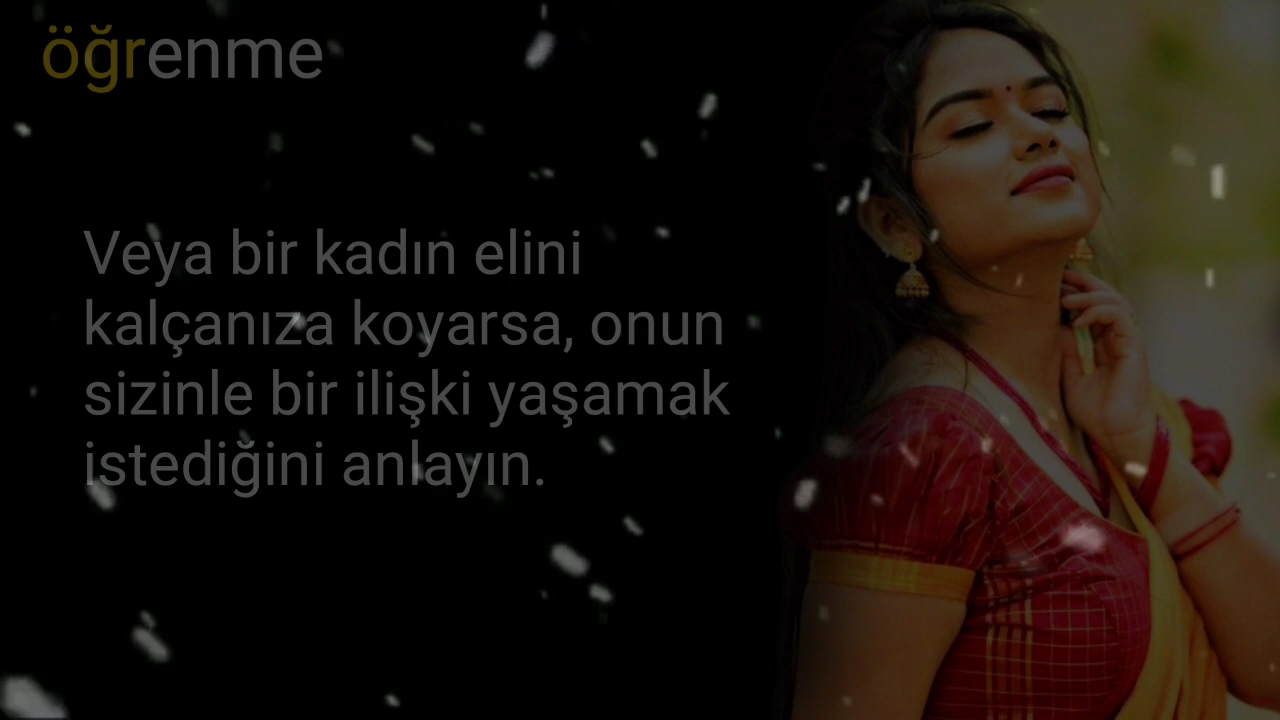 öğrenme
Veya bir kadın elini
kalçanıza koyarsa, onun
sizinle bir ilişki yaşamak
istediğini anlayın.